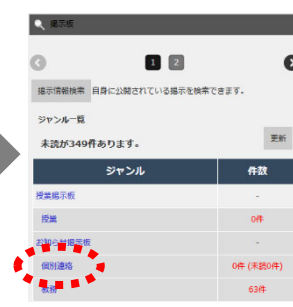 掲示板
1 2
掲示情報検索 自身に公開されている掲示を検索できます。
ジャンル一覧
未読が349件あります。
更新
ジャンル 件数
授業掲示板 -
授業 0件
お知らせ掲示板 -
個別連絡 0件 (未読0件)
教務 63件